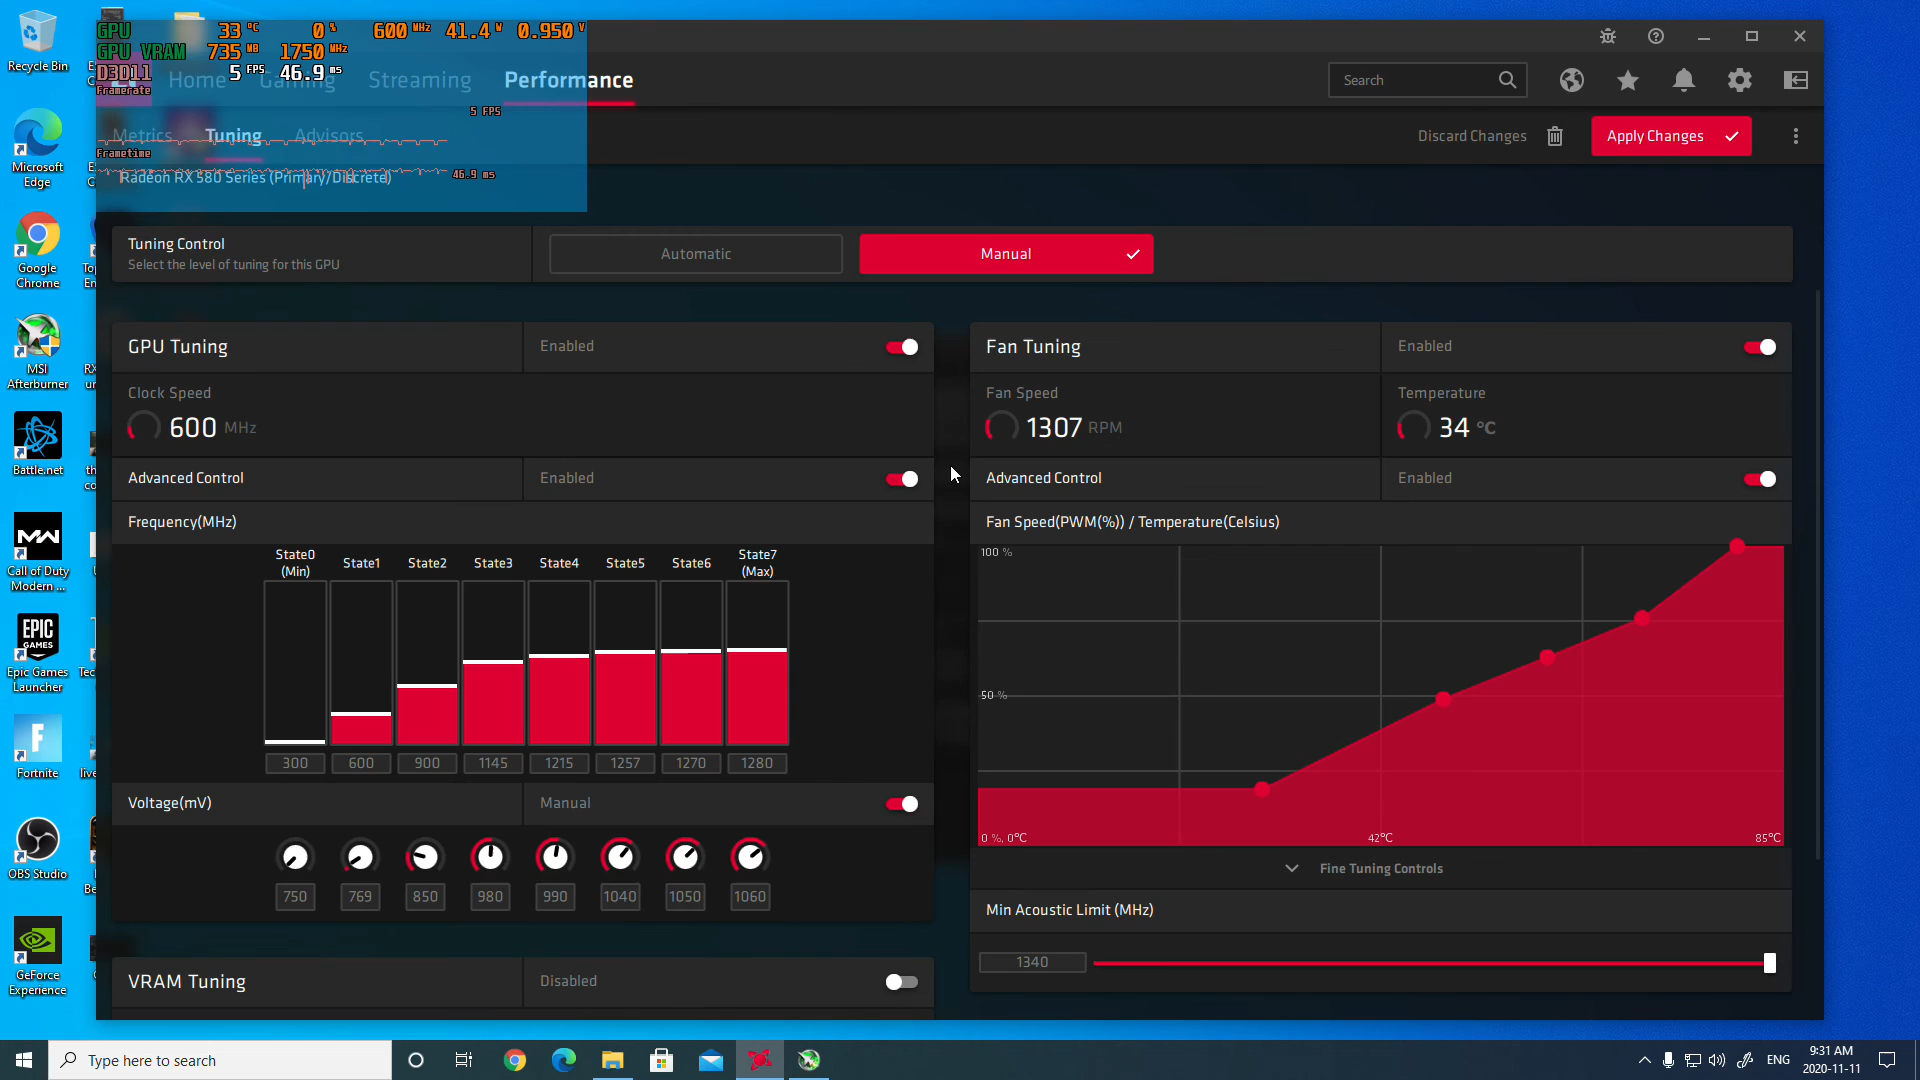 GPU 33 °C 0 % 600 MHz 41.4 W 0.950 V
GPU VRAM 735 MB 1750 MHz
D3D11 5 FPS 46.9 ms
Framerate
5 FPS
Frametime
46.9 ms
Home Gaming Streaming Performance
Search
Metrics Tuning Advisors
Discard Changes
Apply Changes
Radeon RX 580 Series (Primary/Discrete)
Tuning Control
Select the level of tuning for this GPU
Automatic
Manual
GPU Tuning
Enabled
Clock Speed
600 MHz
Advanced Control
Enabled
Frequency(MHz)
State0 (Min) State1 State2 State3 State4 State5 State6 State7 (Max)
300 600 900 1145 1215 1257 1270 1280
Voltage(mV)
Manual
750 769 850 980 990 1040 1050 1060
VRAM Tuning
Disabled
Fan Tuning
Enabled
Fan Speed
1307 RPM
Temperature
34 °C
Advanced Control
Enabled
Fan Speed(PWM(%)) / Temperature(Celsius)
100 %
50 %
0 %, 0°C
42°C
85°C
Fine Tuning Controls
Min Acoustic Limit (MHz)
1340
Recycle Bin
Microsoft Edge
Google Chrome
MSI Afterburner
Battle.net
MW
Call of Duty Modern ...
EPIC GAMES
Epic Games Launcher
Fortnite
OBS Studio
GeForce Experience
Type here to search
ENG
9:31 AM
2020-11-11